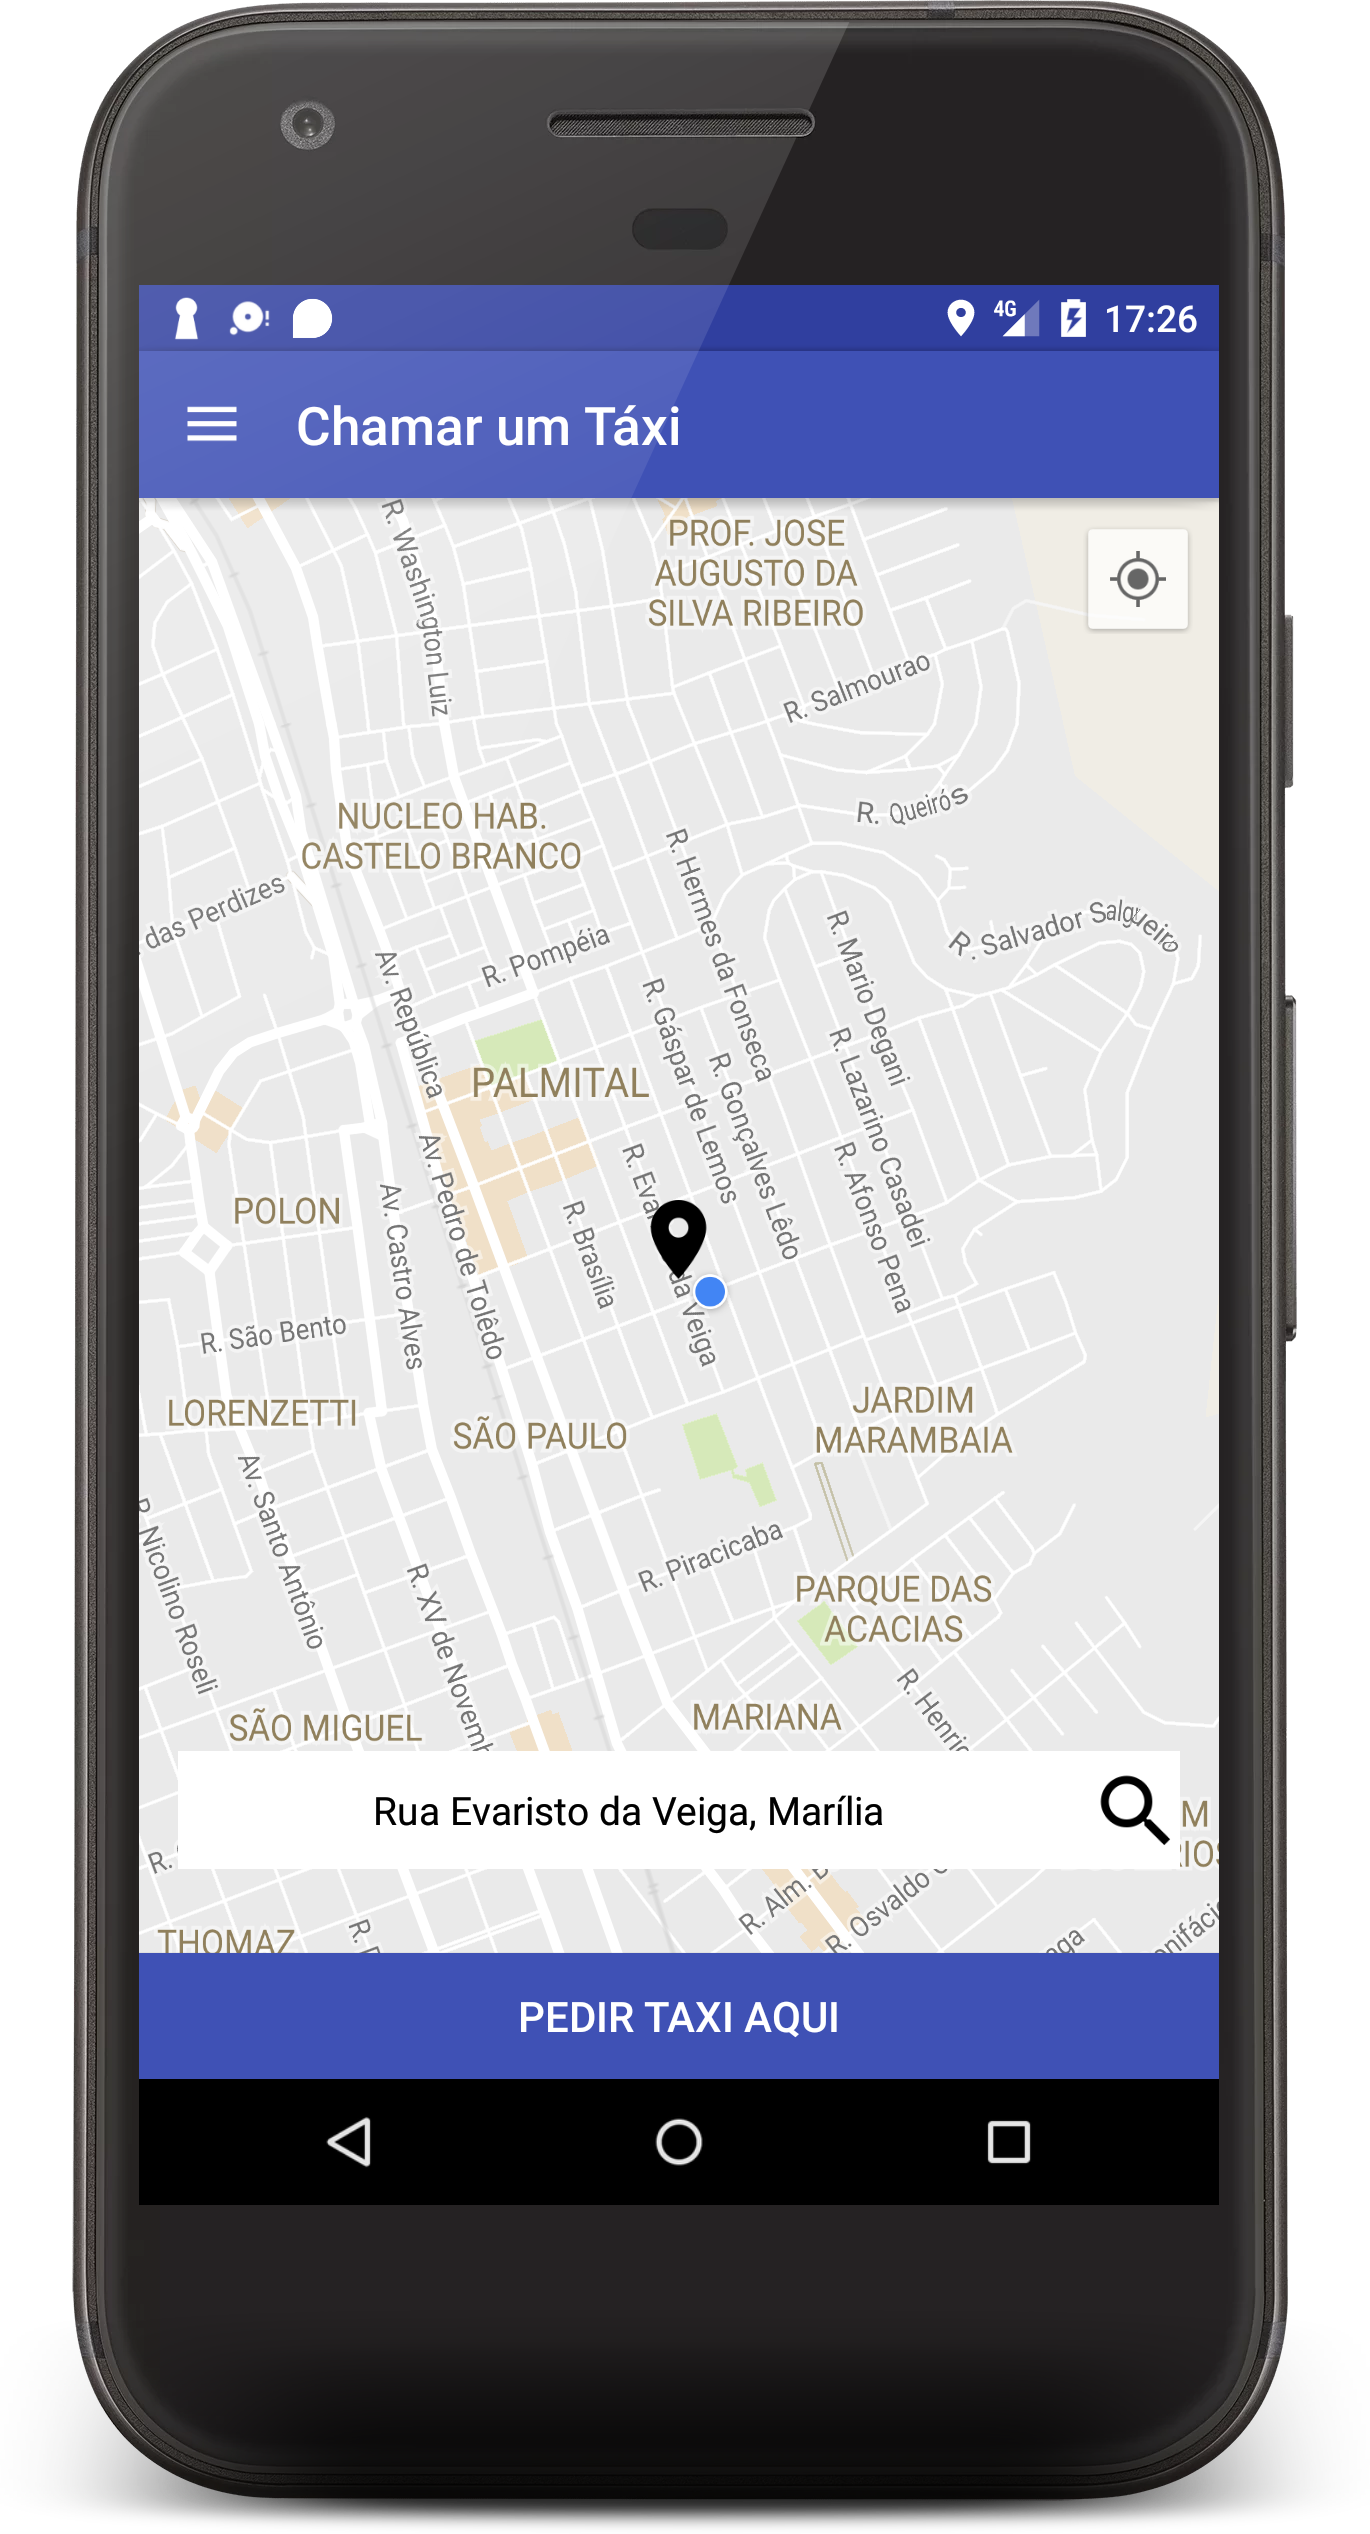 4G 17:26
Chamar um Táxi
R. Washington Luiz
PROF. JOSE
AUGUSTO DA
SILVA RIBEIRO
R. Salmourao
R. Queirós
NUCLEO HAB.
CASTELO BRANCO
das Perdizes
R. Hermes da Fonseca
R. Mario Degani
R. Salvador Salgueiro
R. Pompéia
Av. República
R. Gáspar de Lemos
R. Gonçalves Lêdo
R. Lazarino Casadei
PALMITAL
Av. Pedro de Tolêdo
R. Afonso Pena
R. Eva
da Veiga
POLON
Av. Castro Alves
R. Brasília
R. São Bento
LORENZETTI
SÃO PAULO
JARDIM
MARAMBAIA
Av. Santo Antônio
R. Nicolino Roseli
R. XV de Novemb
R. Piracicaba
PARQUE DAS
ACACIAS
R. Henri
SÃO MIGUEL
MARIANA
Rua Evaristo da Veiga, Marília
M
IOS
R.
R. Alm. B
R. Osvaldo C
THOMAZ
R.
nga
onifáci
PEDIR TAXI AQUI